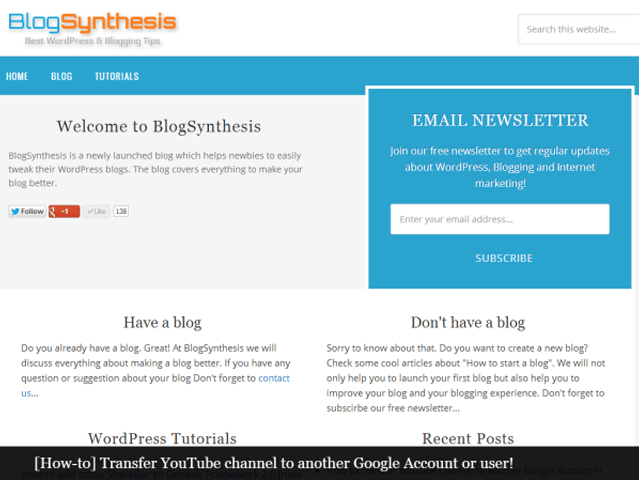 BlogSynthesis
Best WordPress & Blogging Tips
Search this website...
HOME BLOG TUTORIALS
Welcome to BlogSynthesis
BlogSynthesis is a newly launched blog which helps newbies to easily
tweak their WordPress blogs. The blog covers everything to make your
blog better.
Follow +1 Like 138
EMAIL NEWSLETTER
Join our free newsletter to get regular updates
about WordPress, Blogging and Internet
marketing!
Enter your email address...
SUBSCRIBE
Have a blog
Do you already have a blog. Great! At BlogSynthesis we will
discuss everything about making a blog better. If you have any
question or suggestion about your blog Don't forget to contact
us...
Don't have a blog
Sorry to know about that. Do you want to create a new blog?
Check some cool articles about "How to start a blog". We will not
only help you to launch your first blog but also help you to
improve your blog and your blogging experience. Don't forget to
subscirbe our free newsletter...
WordPress Tutorials
Recent Posts
[How-to] Transfer YouTube channel to another Google Account or user!